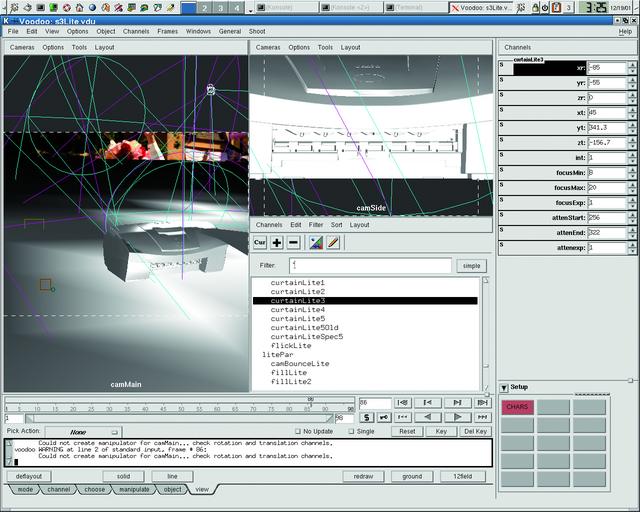 1 2 3 4 (Konsole) (Konsole <2>) (Terminal) Voodoo: s3Lite.v... 3 3:25 12/19/01
Voodoo: s3Lite.vdu
File Edit View Options Object Channels Frames Windows General Shoot Help
Cameras Options Tools Layout
Cameras Options Tools Layout
Channels
camMain
camSide
Channels Edit Filter Sort Layout
Cur
Filter: simple
curtainLite1
curtainLite2
curtainLite3
curtainLite4
curtainLite5
curtainLite5Old
curtainLiteSpec5
flickLite
litePar
camBounceLite
fillLite
fillLite2
curtainLite3
S xr: -85
yr: -55
zr: 0
S xt: 45
S yt: 341.3
S zt: -156.7
S int: 1
S focusMin: 8
S focusMax: 20
S focusExp: 1
S attenStart: 256
S attenEnd: 322
S attenexp: 1
Setup
CHARS
86
1 5 10 15 20 25 30 35 40 45 50 55 60 65 70 75 80 85 90 98
86
1 98
S
Pick Action: None No Update Single Reset Key Del Key
Could not create manipulator for camMain... check rotation and translation channels.
voodoo WARNING at line 2 of standard input, frame # 86:
Could not create manipulator for camMain... check rotation and translation channels.
deflayout solid line redraw ground 12field
mode channel choose manipulate object view